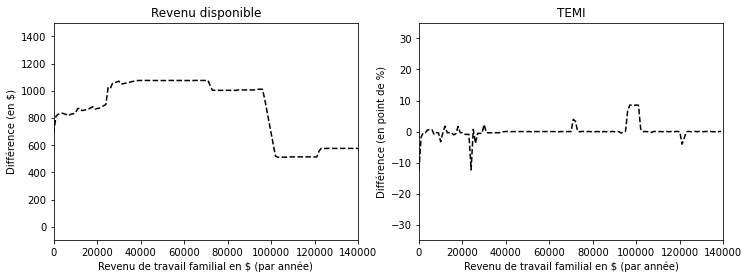 Revenu disponible
Différence (en $)
1400
1200
1000
800
600
400
200
0
0 20000 40000 60000 80000 100000 120000 140000
Revenu de travail familial en $ (par année)
TEMI
Différence (en point de %)
30
20
10
0
−10
−20
−30
0 20000 40000 60000 80000 100000 120000 140000
Revenu de travail familial en $ (par année)